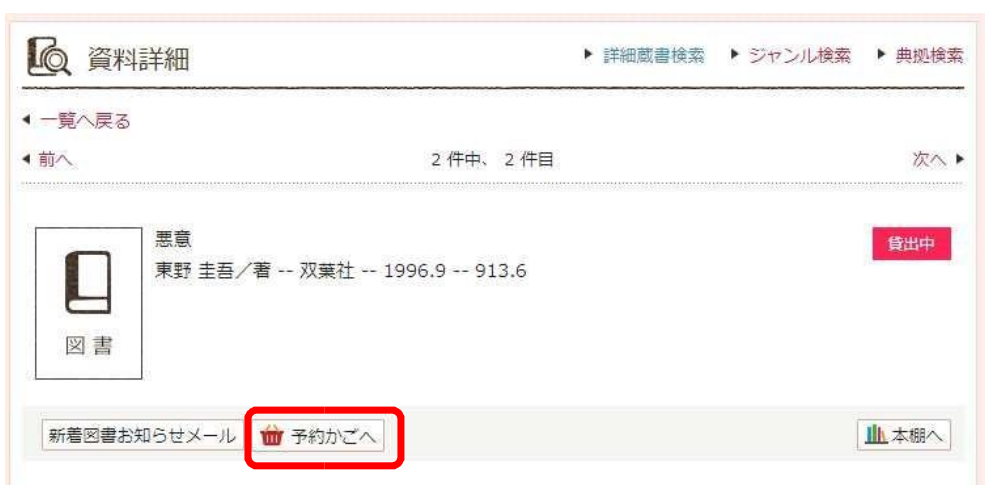 資料詳細 詳細蔵書検索 ジャンル検索 典拠検索
一覧へ戻る
前へ 2 件中、 2 件目 次へ
悪意 貸出中
東野 圭吾／著 -- 双葉社 -- 1996.9 -- 913.6
図書
新着図書お知らせメール 予約かごへ 本棚へ